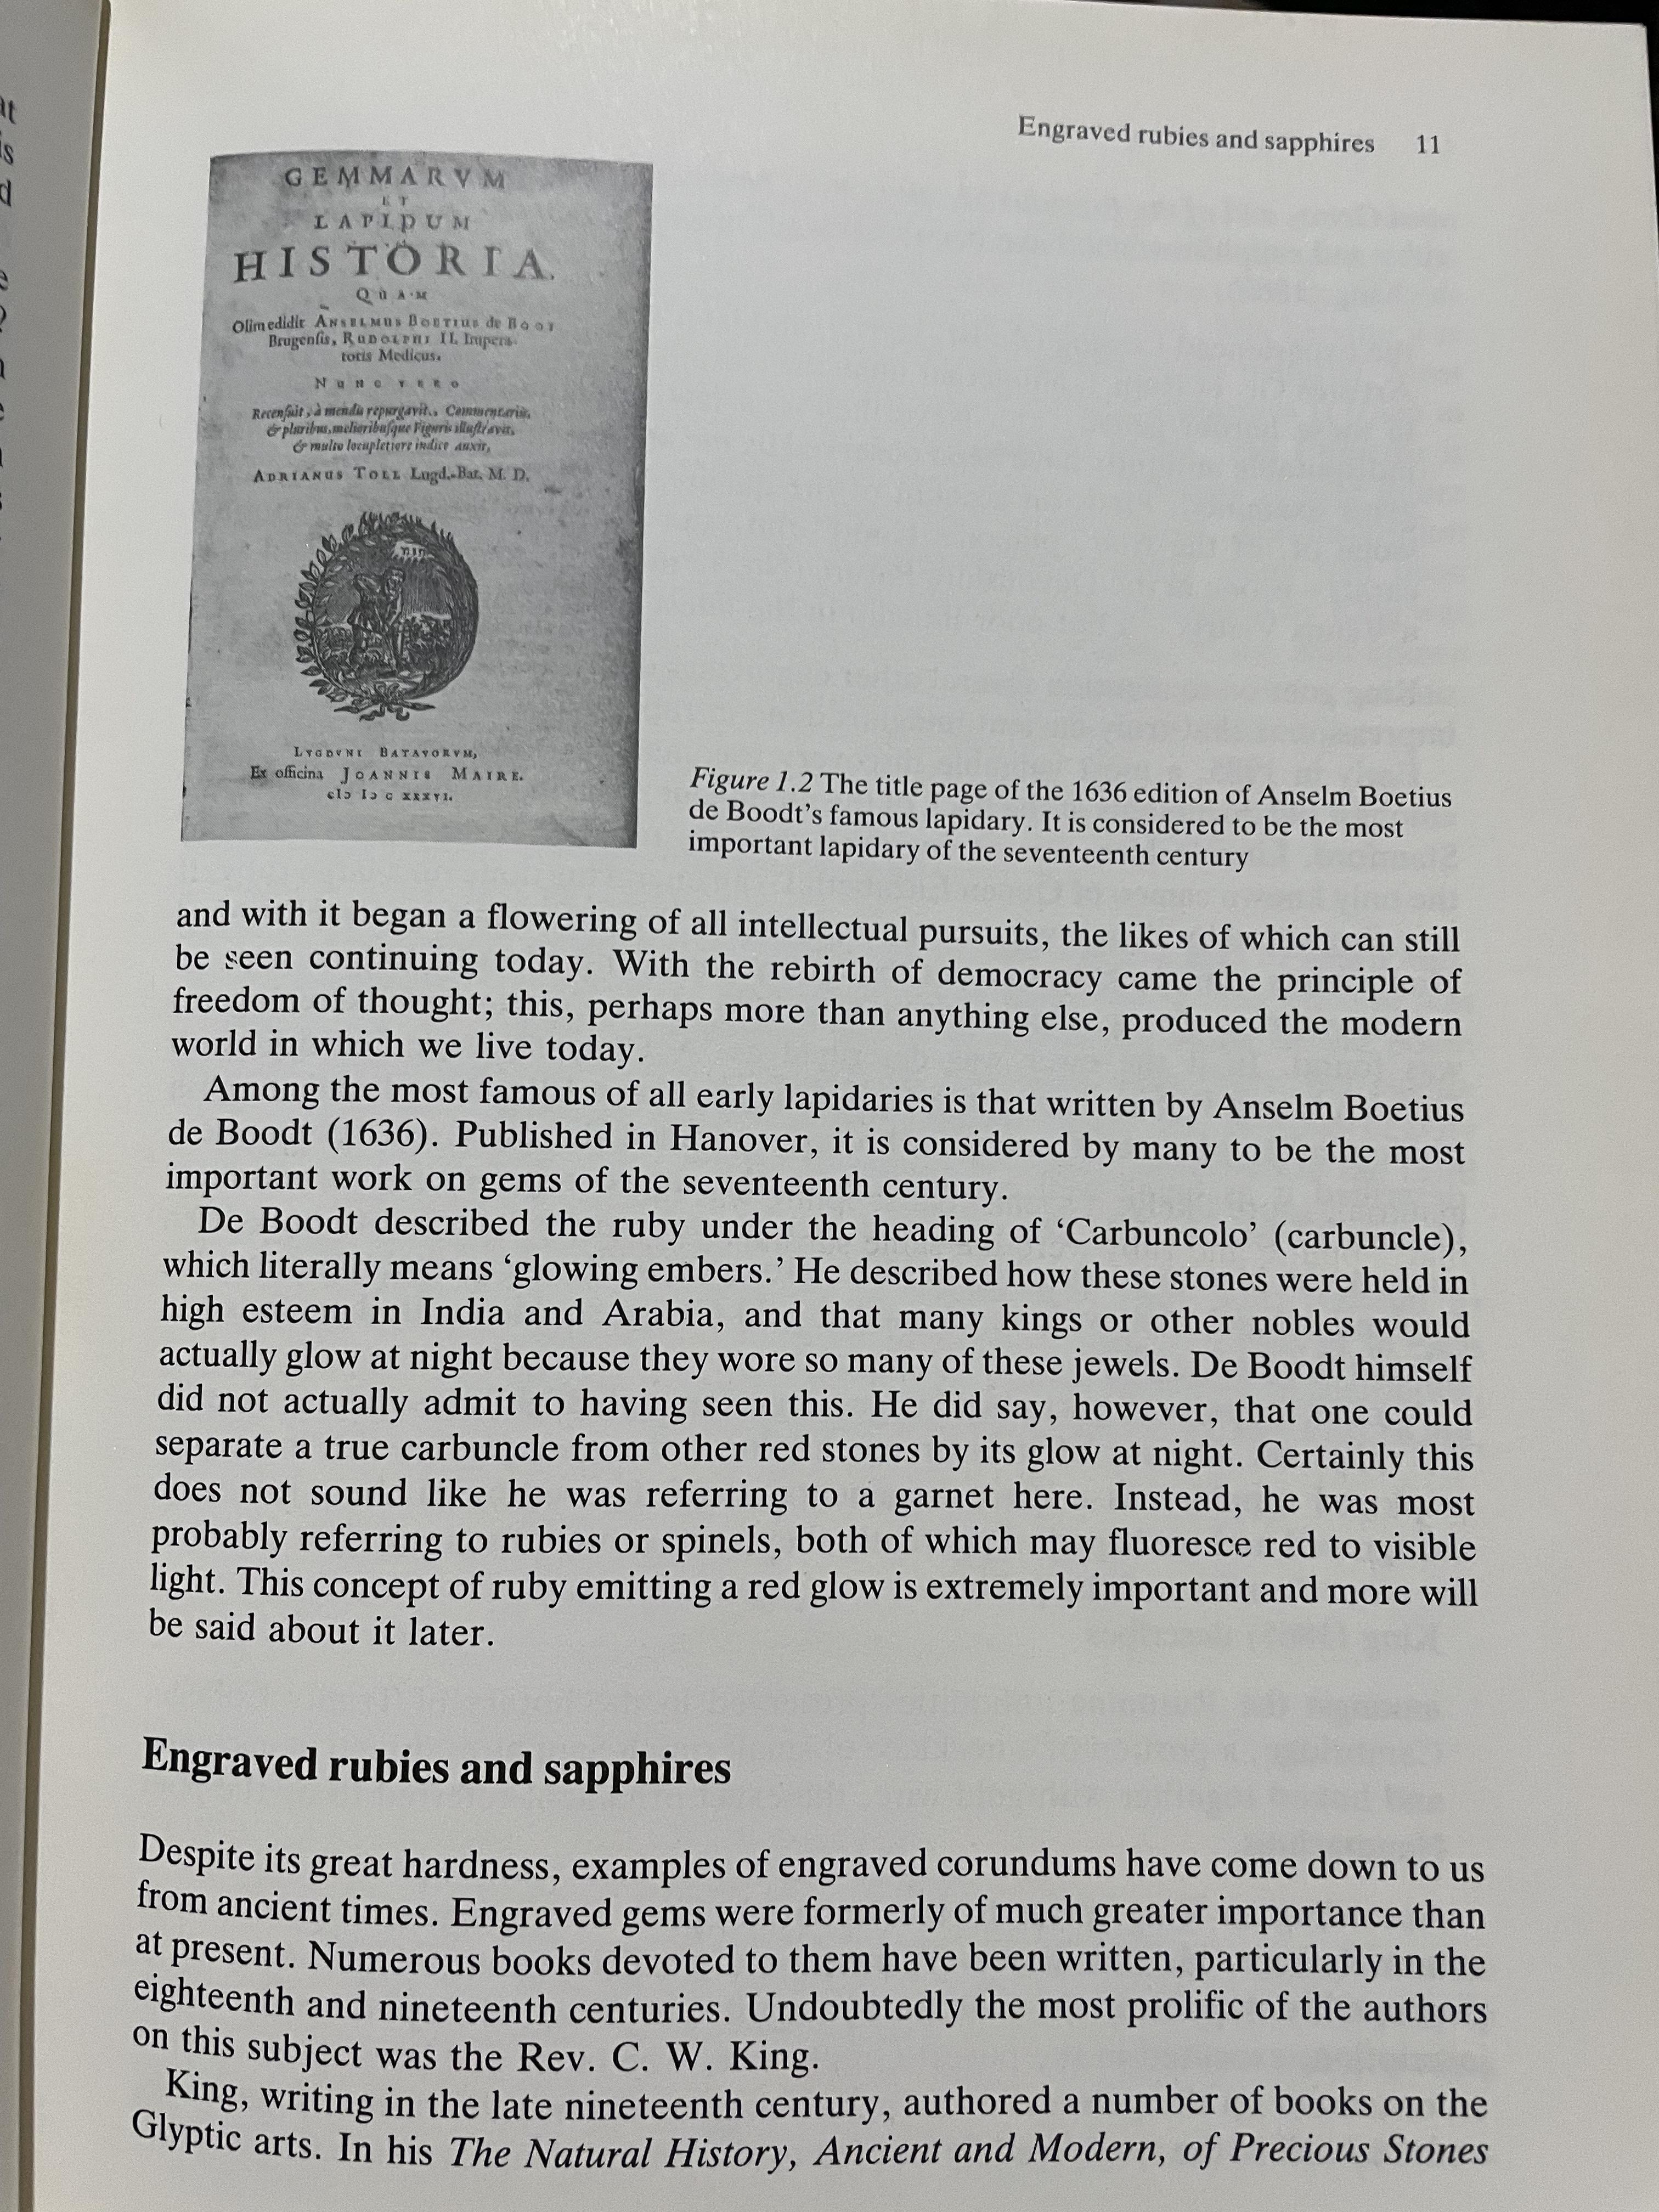 Engraved rubies and sapphires 11
GEMMARVM
ET
LAPIDUM
HISTORIA.
QUAM
Olim edidit ANSELMUS BOETIUS de BOOT
Brugensis, RUDOLPHI II. Impera-
toris Medicus.
NUNC VERO
Recensuit, à mendis repurgavit, Commentariis,
& pluribus, melioribusque Figuris illustravit,
& multo locupletiore indice auxit,
ADRIANUS TOLL Lugd.-Bat. M. D.
LVGDVNI BATAVORVM,
Ex officina JOANNIS MAIRE.
cIↃ IↃ C XXXVI.
Figure 1.2 The title page of the 1636 edition of Anselm Boetius
de Boodt's famous lapidary. It is considered to be the most
important lapidary of the seventeenth century
and with it began a flowering of all intellectual pursuits, the likes of which can still
be seen continuing today. With the rebirth of democracy came the principle of
freedom of thought; this, perhaps more than anything else, produced the modern
world in which we live today.
Among the most famous of all early lapidaries is that written by Anselm Boetius
de Boodt (1636). Published in Hanover, it is considered by many to be the most
important work on gems of the seventeenth century.
De Boodt described the ruby under the heading of ‘Carbuncolo’ (carbuncle),
which literally means ‘glowing embers.’ He described how these stones were held in
high esteem in India and Arabia, and that many kings or other nobles would
actually glow at night because they wore so many of these jewels. De Boodt himself
did not actually admit to having seen this. He did say, however, that one could
separate a true carbuncle from other red stones by its glow at night. Certainly this
does not sound like he was referring to a garnet here. Instead, he was most
probably referring to rubies or spinels, both of which may fluoresce red to visible
light. This concept of ruby emitting a red glow is extremely important and more will
be said about it later.
Engraved rubies and sapphires
Despite its great hardness, examples of engraved corundums have come down to us
from ancient times. Engraved gems were formerly of much greater importance than
at present. Numerous books devoted to them have been written, particularly in the
eighteenth and nineteenth centuries. Undoubtedly the most prolific of the authors
on this subject was the Rev. C. W. King.
King, writing in the late nineteenth century, authored a number of books on the
Glyptic arts. In his The Natural History, Ancient and Modern, of Precious Stones